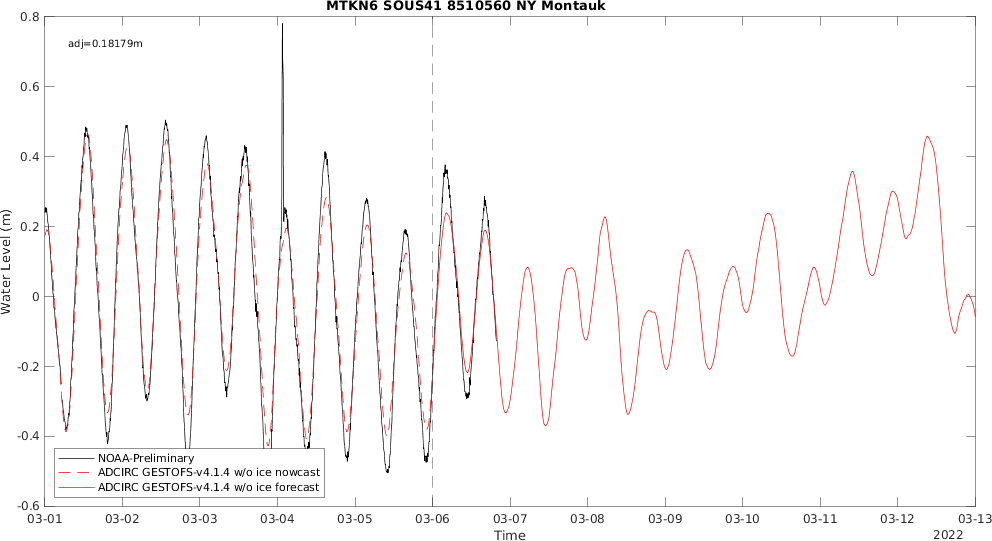 MTKN6 SOUS41 8510560 NY Montauk
adj=0.18179m
Water Level (m)
0.8
0.6
0.4
0.2
0
-0.2
-0.4
-0.6
NOAA-Preliminary
ADCIRC GESTOFS-v4.1.4 w/o ice nowcast
ADCIRC GESTOFS-v4.1.4 w/o ice forecast
03-01 03-02 03-03 03-04 03-05 03-06 03-07 03-08 03-09 03-10 03-11 03-12 03-13
Time
2022